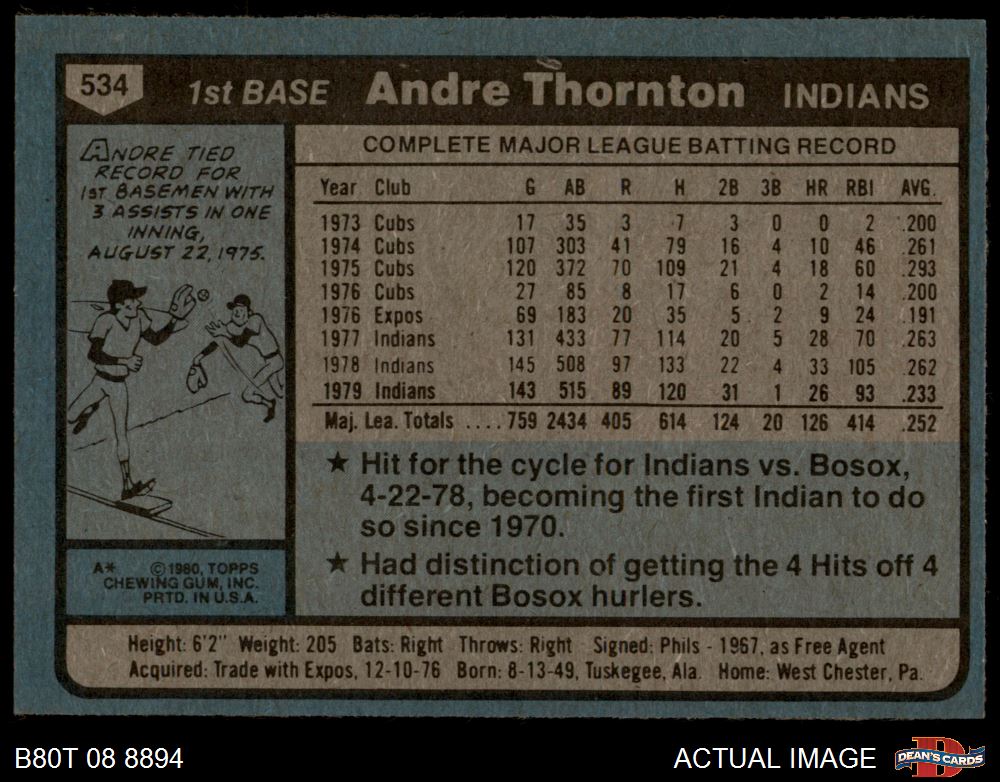 534 1st BASE Andre Thornton INDIANS
ANDRE TIED
RECORD FOR
1ST BASEMEN WITH
3 ASSISTS IN ONE
INNING,
AUGUST 22, 1975.
COMPLETE MAJOR LEAGUE BATTING RECORD
Year Club G AB R H 2B 3B HR RBI AVG.
1973 Cubs 17 35 3 7 3 0 0 2 .200
1974 Cubs 107 303 41 79 16 4 10 46 .261
1975 Cubs 120 372 70 109 21 4 18 60 .293
1976 Cubs 27 85 8 17 6 0 2 14 .200
1976 Expos 69 183 20 35 5 2 9 24 .191
1977 Indians 131 433 77 114 20 5 28 70 .263
1978 Indians 145 508 97 133 22 4 33 105 .262
1979 Indians 143 515 89 120 31 1 26 93 .233
Maj. Lea. Totals .... 759 2434 405 614 124 20 126 414 .252
★ Hit for the cycle for Indians vs. Bosox,
4-22-78, becoming the first Indian to do
so since 1970.
★ Had distinction of getting the 4 Hits off 4
different Bosox hurlers.
A* ©1980, TOPPS
CHEWING GUM, INC.
PRTD. IN U.S.A.
Height: 6'2" Weight: 205 Bats: Right Throws: Right Signed: Phils - 1967, as Free Agent
Acquired: Trade with Expos, 12-10-76 Born: 8-13-49, Tuskegee, Ala. Home: West Chester, Pa.
B80T 08 8894
ACTUAL IMAGE
D
DEAN'S CARDS